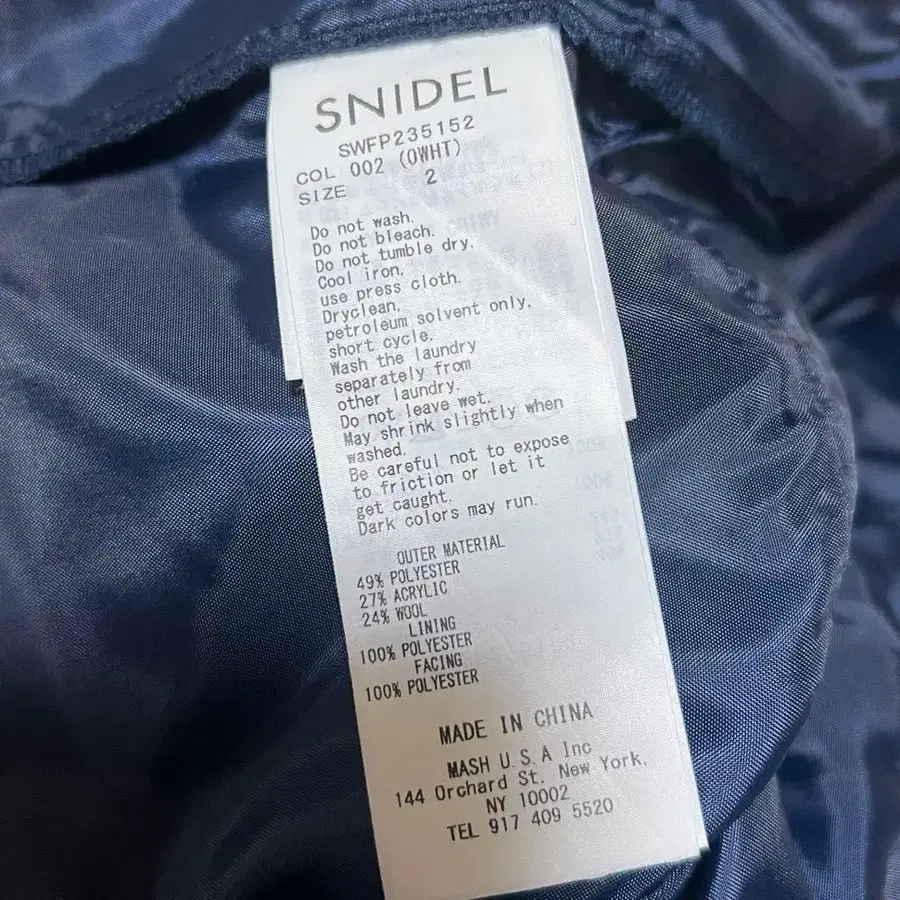 SNIDEL
SWFP235152
COL 002 (OWHT)
SIZE 2
Do not wash.
Do not bleach.
Do not tumble dry.
Cool iron.
use press cloth.
Dryclean.
petroleum solvent only.
short cycle.
Wash the laundry
separately from
other laundry.
Do not leave wet.
May shrink slightly when
washed.
Be careful not to expose
to friction or let it
get caught.
Dark colors may run.
OUTER MATERIAL
49% POLYESTER
27% ACRYLIC
24% WOOL
LINING
100% POLYESTER
FACING
100% POLYESTER
MADE IN CHINA
MASH U.S.A Inc
144 Orchard St. New York.
NY 10002
TEL 917 409 5520